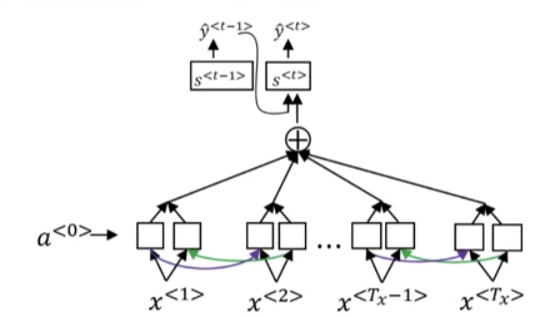 ŷ<t−1> ŷ<t>
s<t−1> s<t>
+
a<0>
...
x<1> x<2> x<Tx−1> x<Tx>